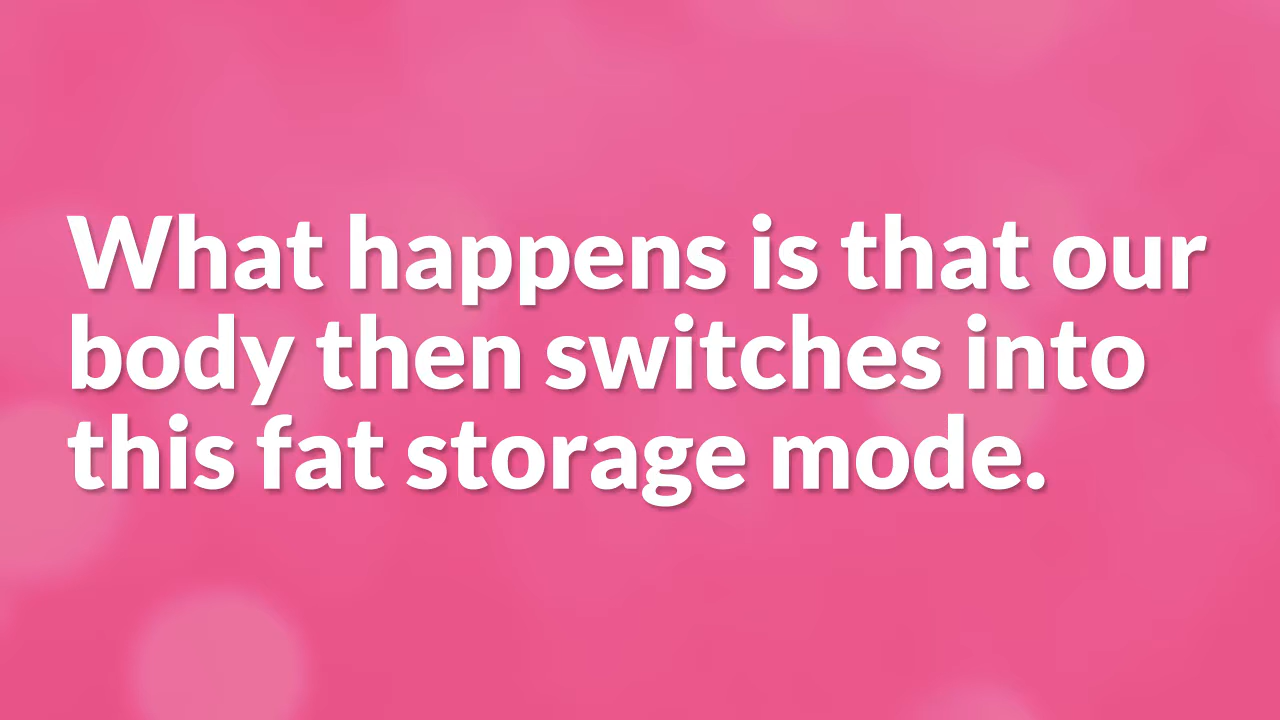 What happens is that our
body then switches into
this fat storage mode.